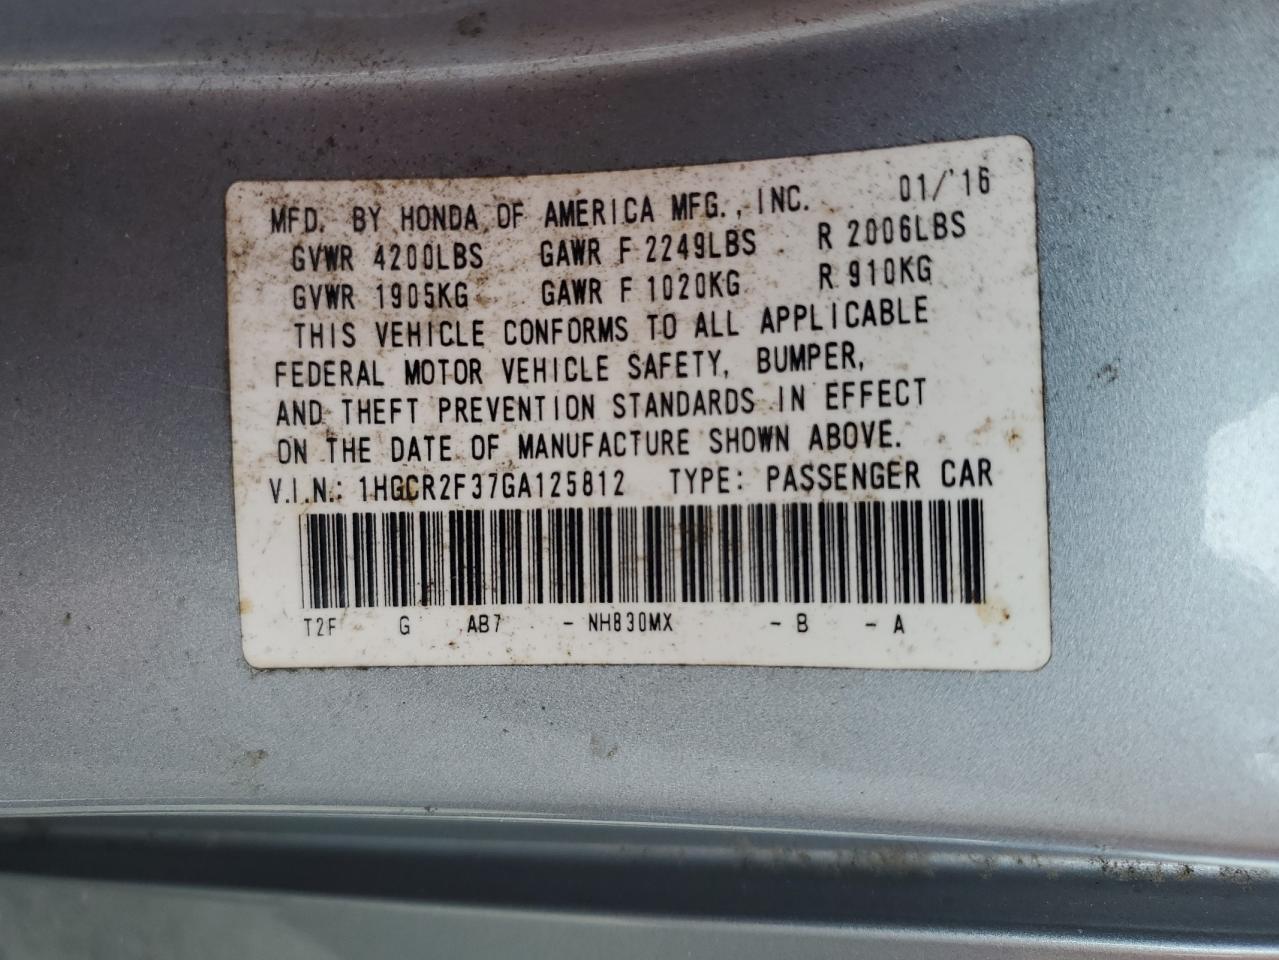 MFD. BY HONDA OF AMERICA MFG., INC. 01/'16
GVWR 4200LBS GAWR F 2249LBS R 2006LBS
GVWR 1905KG GAWR F 1020KG R 910KG
THIS VEHICLE CONFORMS TO ALL APPLICABLE
FEDERAL MOTOR VEHICLE SAFETY, BUMPER,
AND THEFT PREVENTION STANDARDS IN EFFECT
ON THE DATE OF MANUFACTURE SHOWN ABOVE.
V.I.N.: 1HGCR2F37GA125812 TYPE: PASSENGER CAR
T2F G AB7 - NH830MX - B - A